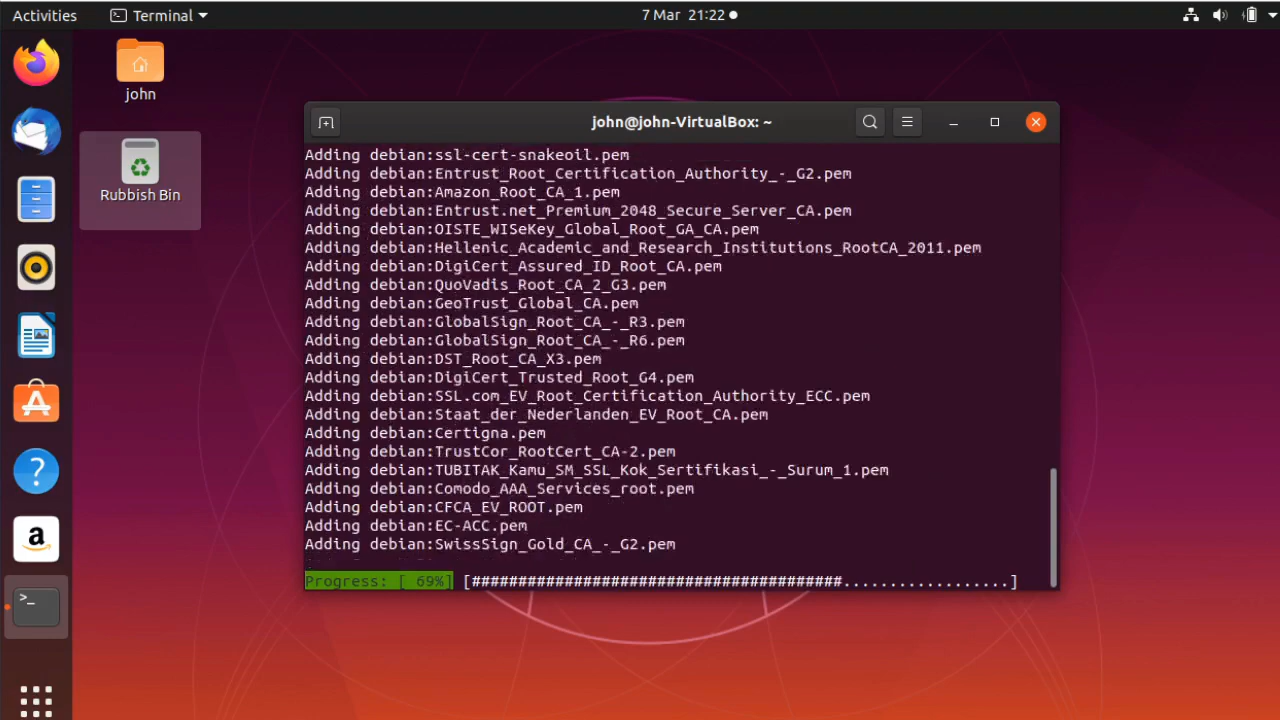 Activities
Terminal
7 Mar 21:22
john
Rubbish Bin
john@john-VirtualBox: ~
Adding debian:ssl-cert-snakeoil.pem
Adding debian:Entrust_Root_Certification_Authority_-_G2.pem
Adding debian:Amazon_Root_CA_1.pem
Adding debian:Entrust.net_Premium_2048_Secure_Server_CA.pem
Adding debian:OISTE_WISeKey_Global_Root_GA_CA.pem
Adding debian:Hellenic_Academic_and_Research_Institutions_RootCA_2011.pem
Adding debian:DigiCert_Assured_ID_Root_CA.pem
Adding debian:QuoVadis_Root_CA_2_G3.pem
Adding debian:GeoTrust_Global_CA.pem
Adding debian:GlobalSign_Root_CA_-_R3.pem
Adding debian:GlobalSign_Root_CA_-_R6.pem
Adding debian:DST_Root_CA_X3.pem
Adding debian:DigiCert_Trusted_Root_G4.pem
Adding debian:SSL.com_EV_Root_Certification_Authority_ECC.pem
Adding debian:Staat_der_Nederlanden_EV_Root_CA.pem
Adding debian:Certigna.pem
Adding debian:TrustCor_RootCert_CA-2.pem
Adding debian:TUBITAK_Kamu_SM_SSL_Kok_Sertifikasi_-_Surum_1.pem
Adding debian:Comodo_AAA_Services_root.pem
Adding debian:CFCA_EV_ROOT.pem
Adding debian:EC-ACC.pem
Adding debian:SwissSign_Gold_CA_-_G2.pem
Progress: [ 69%] [########################################..................]